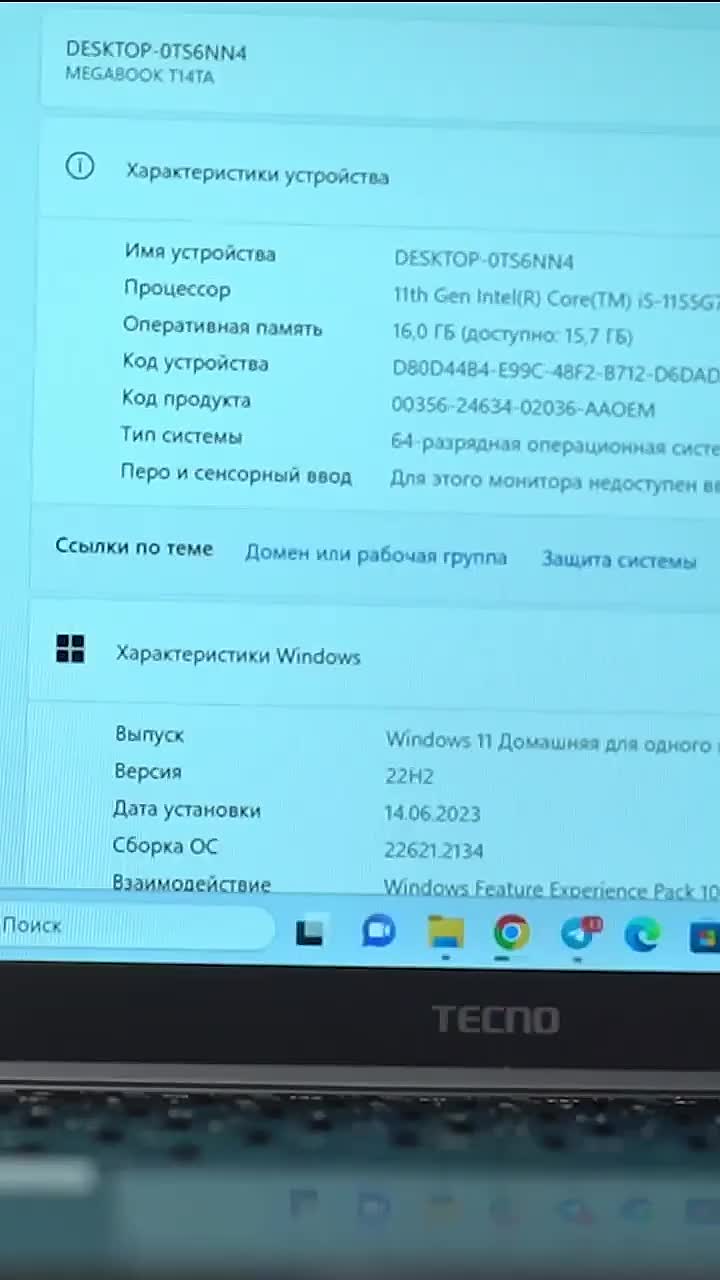 DESKTOP-0TS6NN4
MEGABOOK T14TA
Характеристики устройства
Имя устройства DESKTOP-0TS6NN4
Процессор 11th Gen Intel(R) Core(TM) i5-1155G7
Оперативная память 16,0 ГБ (доступно: 15,7 ГБ)
Код устройства D80D44B4-E99C-48F2-B712-D6DAD
Код продукта 00356-24634-02036-AAOEM
Тип системы 64-разрядная операционная систе
Перо и сенсорный ввод Для этого монитора недоступен вв
Ссылки по теме Домен или рабочая группа Защита системы
Характеристики Windows
Выпуск Windows 11 Домашняя для одного
Версия 22H2
Дата установки 14.06.2023
Сборка ОС 22621.2134
Взаимодействие Windows Feature Experience Pack 10
Поиск
TECNO